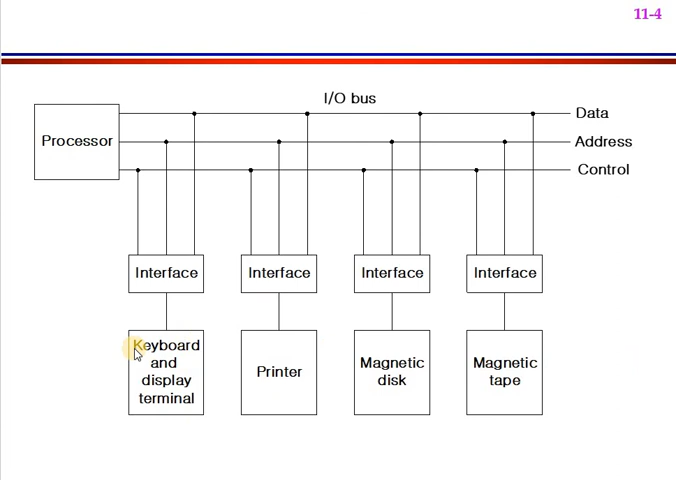 11-4
I/O bus
Data
Processor
Address
Control
Interface
Interface
Interface
Interface
Keyboard
and
display
terminal
Printer
Magnetic
disk
Magnetic
tape